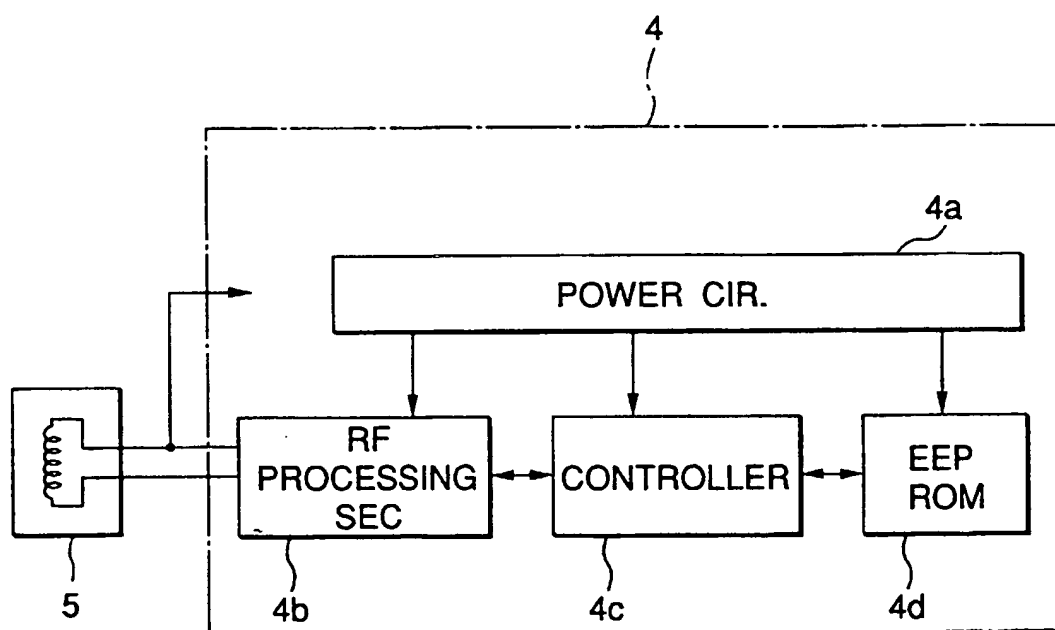 4
4a
POWER CIR.
RF
PROCESSING
SEC
CONTROLLER
EEP
ROM
5
4b
4c
4d